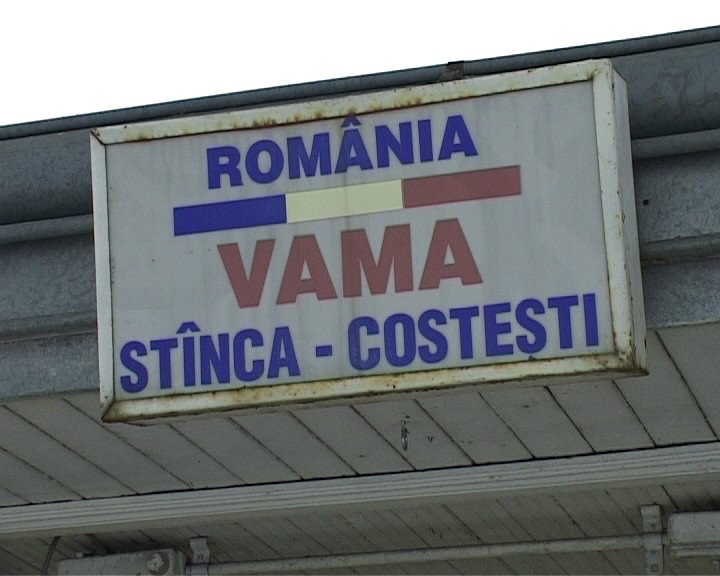 ROMÂNIA
VAMA
STÎNCA - COSTESTI